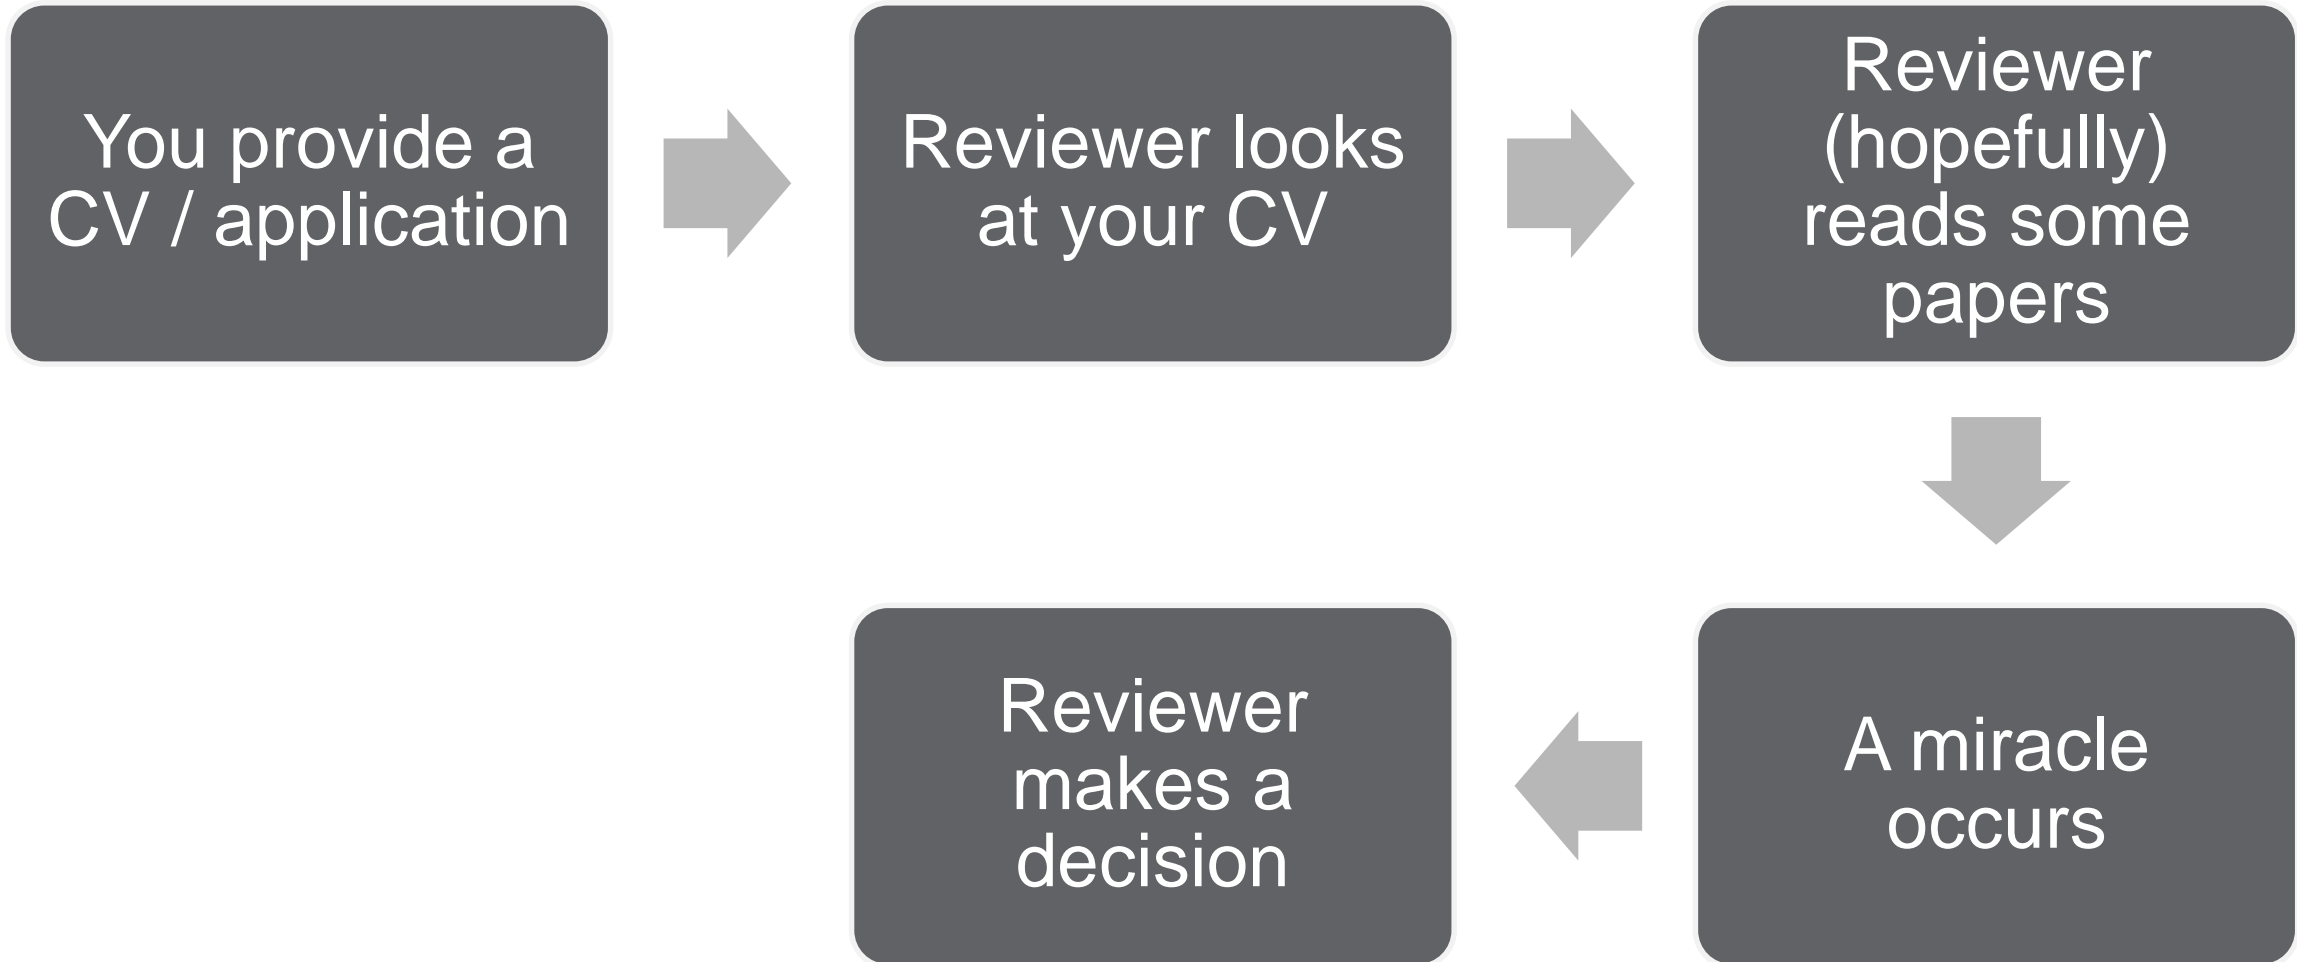 You provide a
CV / application
Reviewer looks
at your CV
Reviewer
(hopefully)
reads some
papers
A miracle
occurs
Reviewer
makes a
decision